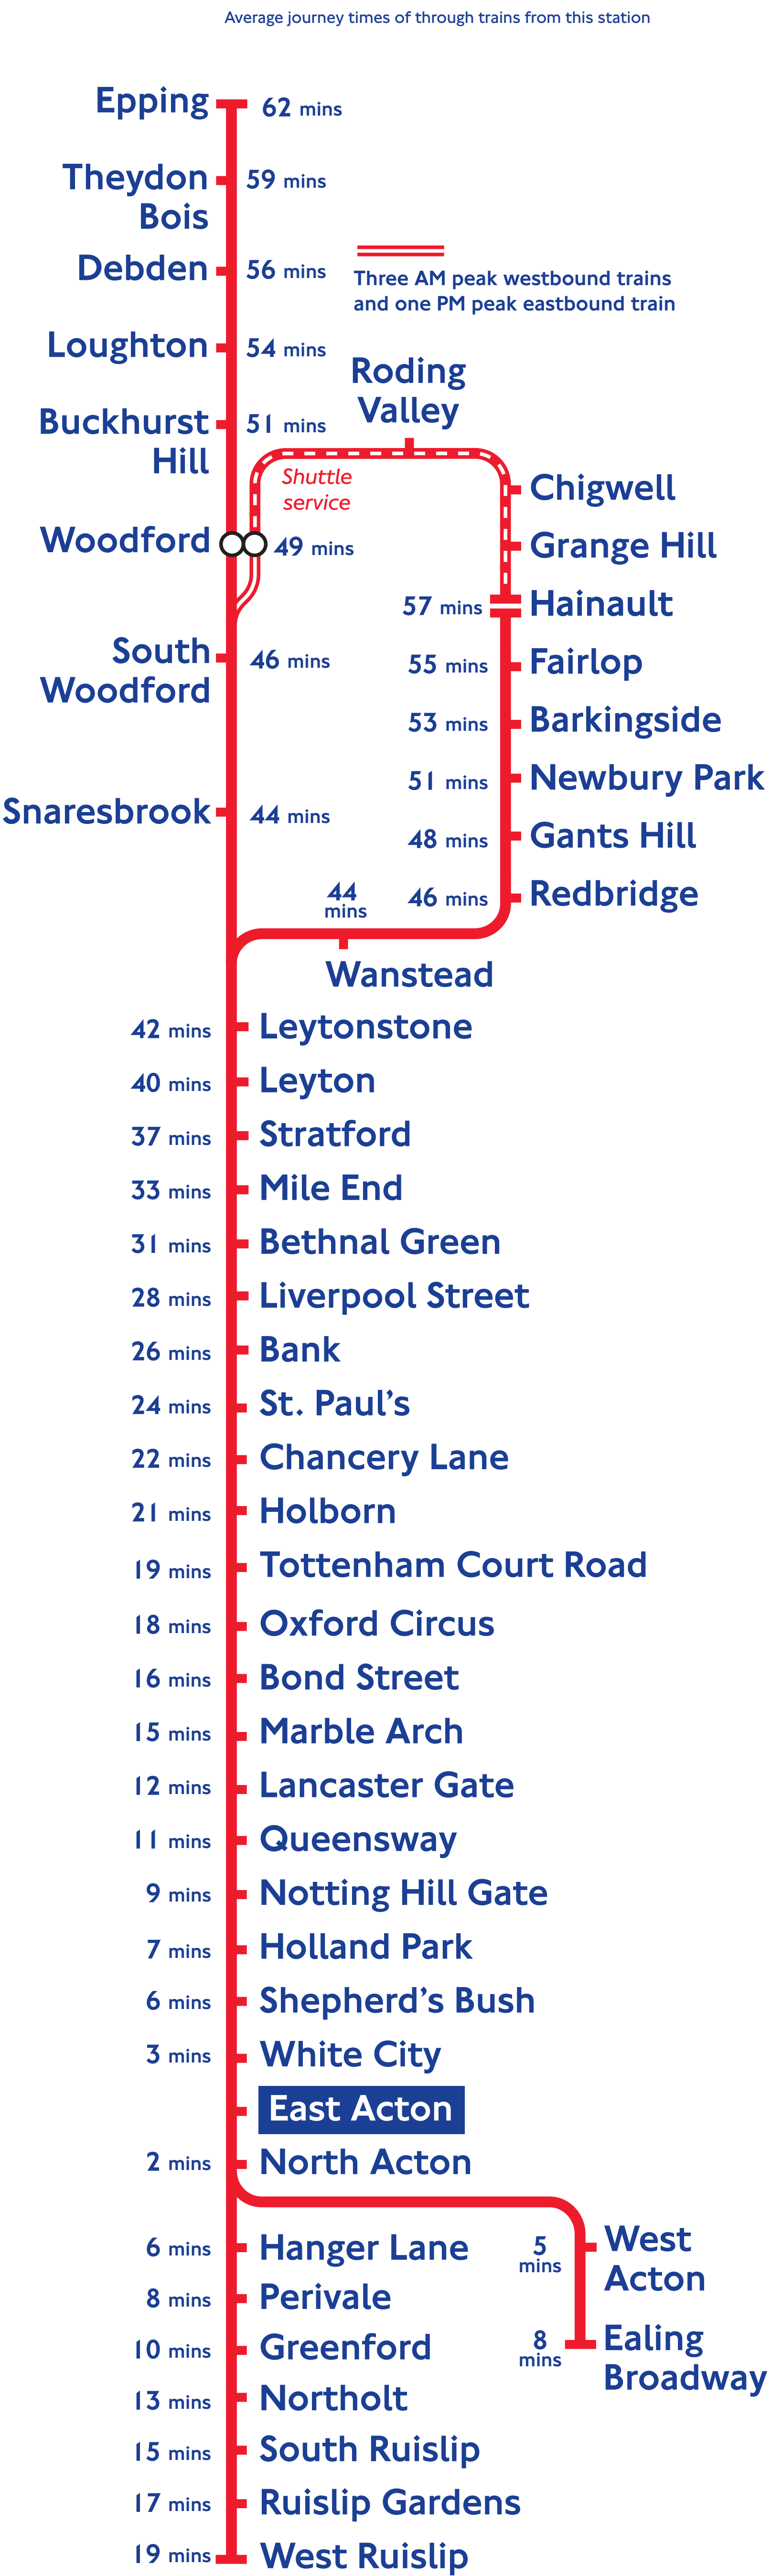 Average journey times of through trains from this station
Epping
62 mins
Theydon
Bois
59 mins
Debden
56 mins
Three AM peak westbound trains
and one PM peak eastbound train
Loughton
54 mins
Roding
Valley
Buckhurst
Hill
51 mins
Shuttle
service
Chigwell
Woodford
49 mins
Grange Hill
57 mins
Hainault
South
Woodford
46 mins
55 mins
Fairlop
53 mins
Barkingside
51 mins
Newbury Park
Snaresbrook
44 mins
48 mins
Gants Hill
44
mins
46 mins
Redbridge
Wanstead
42 mins
Leytonstone
40 mins
Leyton
37 mins
Stratford
33 mins
Mile End
31 mins
Bethnal Green
28 mins
Liverpool Street
26 mins
Bank
24 mins
St. Paul's
22 mins
Chancery Lane
21 mins
Holborn
19 mins
Tottenham Court Road
18 mins
Oxford Circus
16 mins
Bond Street
15 mins
Marble Arch
12 mins
Lancaster Gate
11 mins
Queensway
9 mins
Notting Hill Gate
7 mins
Holland Park
6 mins
Shepherd's Bush
3 mins
White City
East Acton
2 mins
North Acton
6 mins
Hanger Lane
5
mins
West
Acton
8 mins
Perivale
10 mins
Greenford
8
mins
Ealing
Broadway
13 mins
Northolt
15 mins
South Ruislip
17 mins
Ruislip Gardens
19 mins
West Ruislip